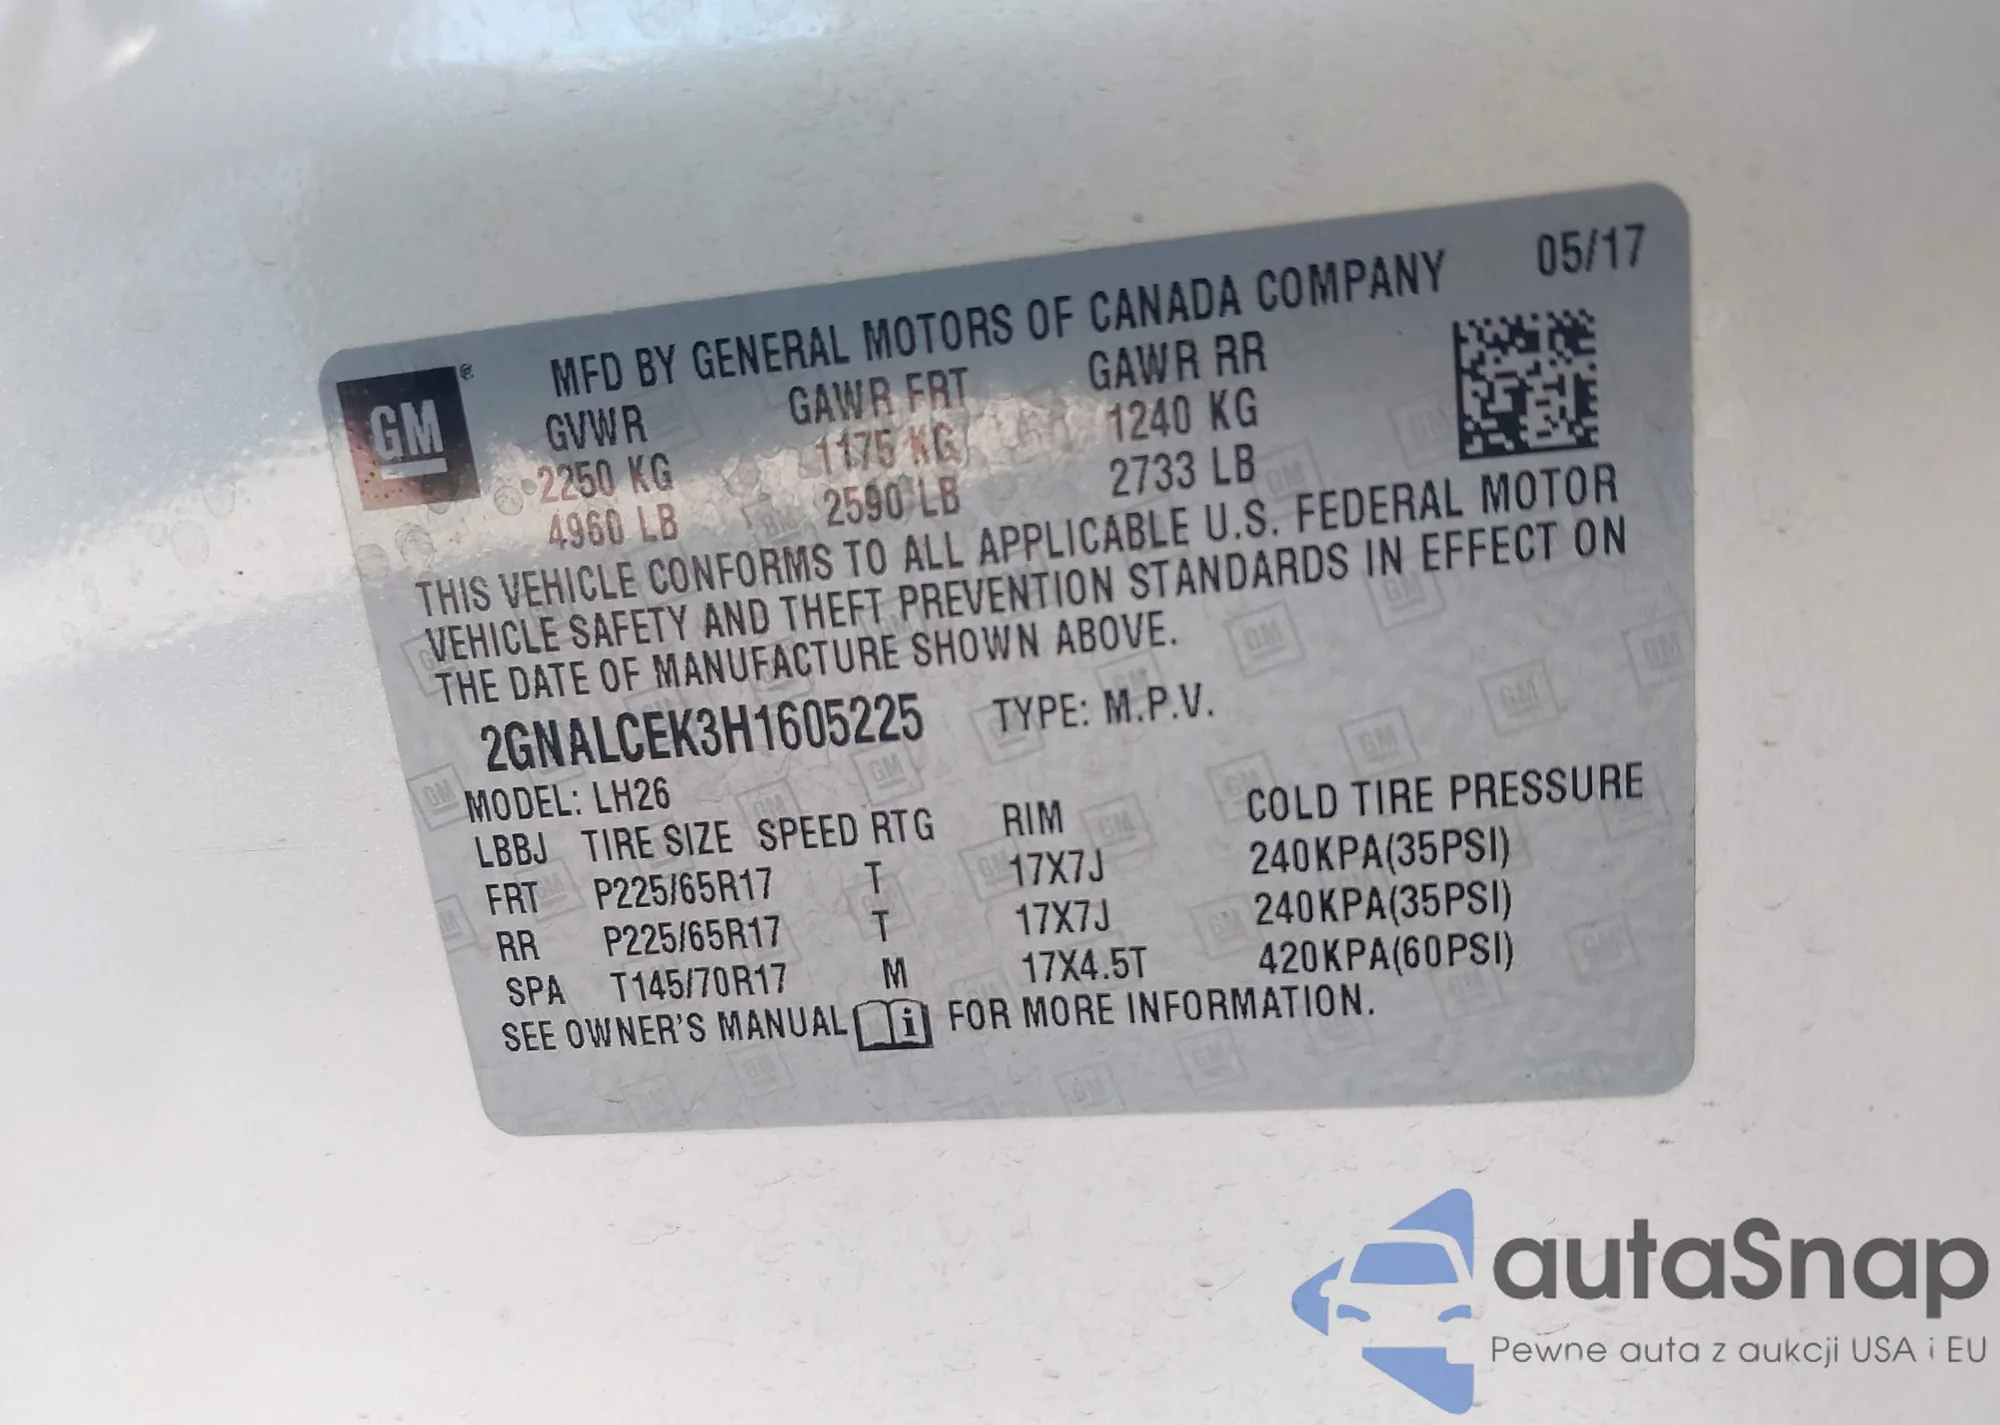 05/17
GM
MFD BY GENERAL MOTORS OF CANADA COMPANY
GVWR GAWR FRT GAWR RR
2250 KG 1175 KG 1240 KG
4960 LB 2590 LB 2733 LB
THIS VEHICLE CONFORMS TO ALL APPLICABLE U.S. FEDERAL MOTOR
VEHICLE SAFETY AND THEFT PREVENTION STANDARDS IN EFFECT ON
THE DATE OF MANUFACTURE SHOWN ABOVE.
2GNALCEK3H1605225 TYPE: M.P.V.
MODEL: LH26
LBBJ TIRE SIZE SPEED RTG RIM COLD TIRE PRESSURE
FRT P225/65R17 T 17X7J 240KPA(35PSI)
RR P225/65R17 T 17X7J 240KPA(35PSI)
SPA T145/70R17 M 17X4.5T 420KPA(60PSI)
SEE OWNER'S MANUAL i FOR MORE INFORMATION.
autaSnap
Pewne auta z aukcji USA i EU